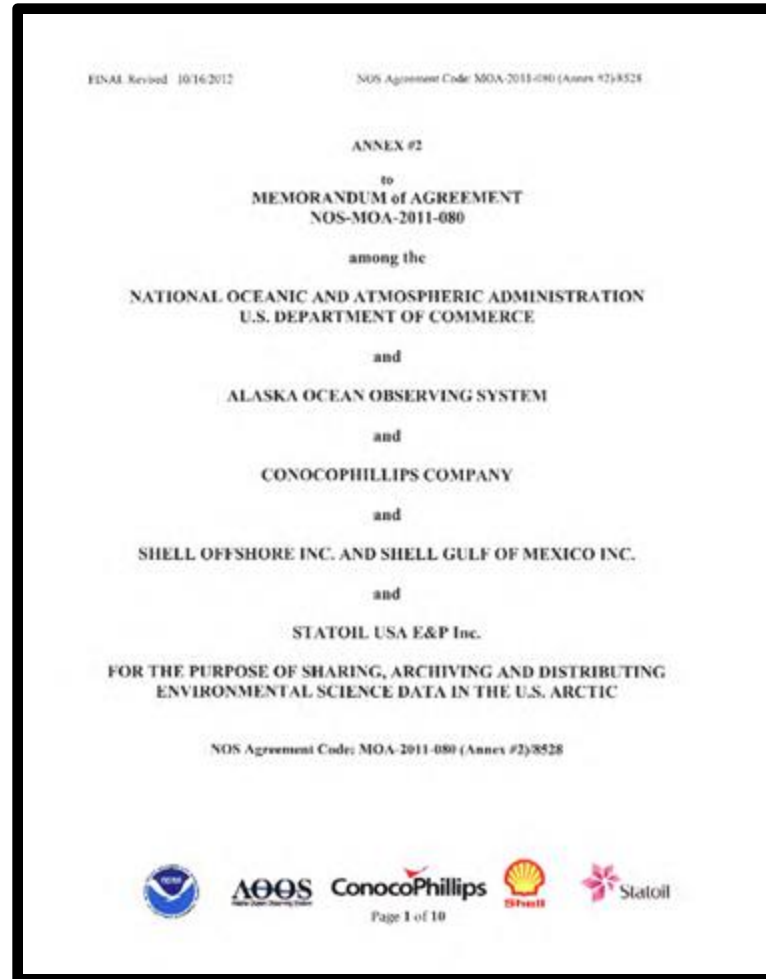 FINAL Revised 10/16/2012 NOS Agreement Code: MOA-2011-080 (Annex #2)/8528
ANNEX #2
to
MEMORANDUM of AGREEMENT
NOS-MOA-2011-080
among the
NATIONAL OCEANIC AND ATMOSPHERIC ADMINISTRATION
U.S. DEPARTMENT OF COMMERCE
and
ALASKA OCEAN OBSERVING SYSTEM
and
CONOCOPHILLIPS COMPANY
and
SHELL OFFSHORE INC. AND SHELL GULF OF MEXICO INC.
and
STATOIL USA E&P Inc.
FOR THE PURPOSE OF SHARING, ARCHIVING AND DISTRIBUTING
ENVIRONMENTAL SCIENCE DATA IN THE U.S. ARCTIC
NOS Agreement Code: MOA-2011-080 (Annex #2)/8528
AOOS ConocoPhillips Shell Statoil
Alaska Ocean Observing System
Page 1 of 10